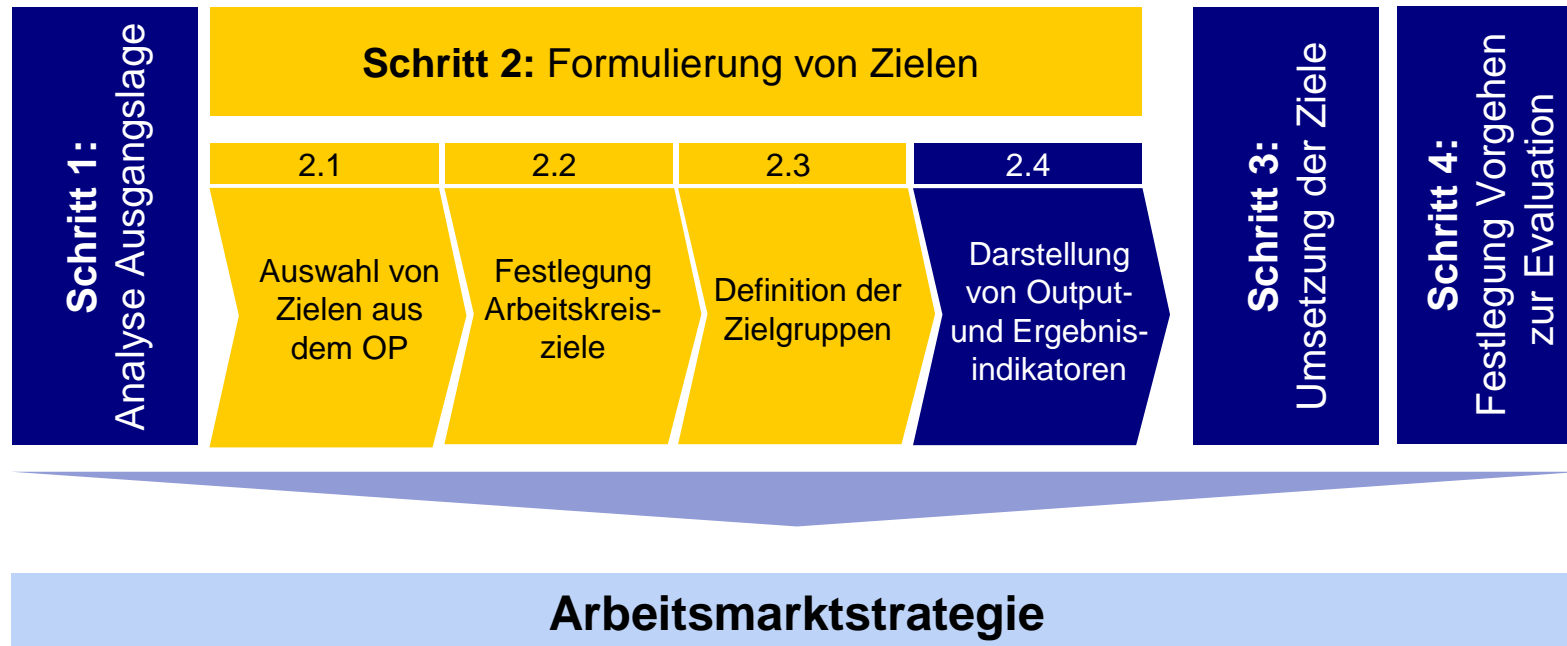 Schritt 1:
Analyse Ausgangslage
Schritt 2: Formulierung von Zielen
2.1
Auswahl von
Zielen aus
dem OP
2.2
Festlegung
Arbeitskreis-
ziele
2.3
Definition der
Zielgruppen
2.4
Darstellung
von Output-
und Ergebnis-
indikatoren
Schritt 3:
Umsetzung der Ziele
Schritt 4:
Festlegung Vorgehen
zur Evaluation
Arbeitsmarktstrategie